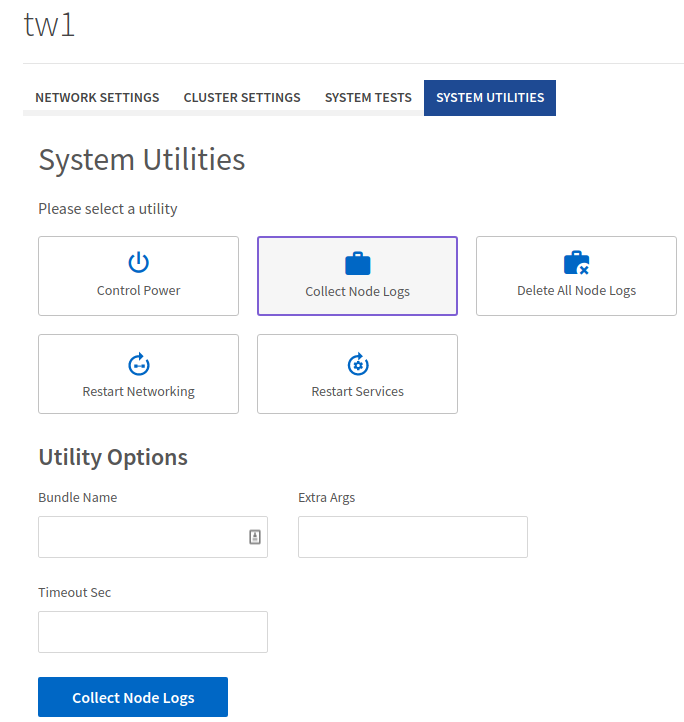 tw1
NETWORK SETTINGS CLUSTER SETTINGS SYSTEM TESTS SYSTEM UTILITIES
System Utilities
Please select a utility
Control Power Collect Node Logs Delete All Node Logs
Restart Networking Restart Services
Utility Options
Bundle Name Extra Args
Timeout Sec
Collect Node Logs